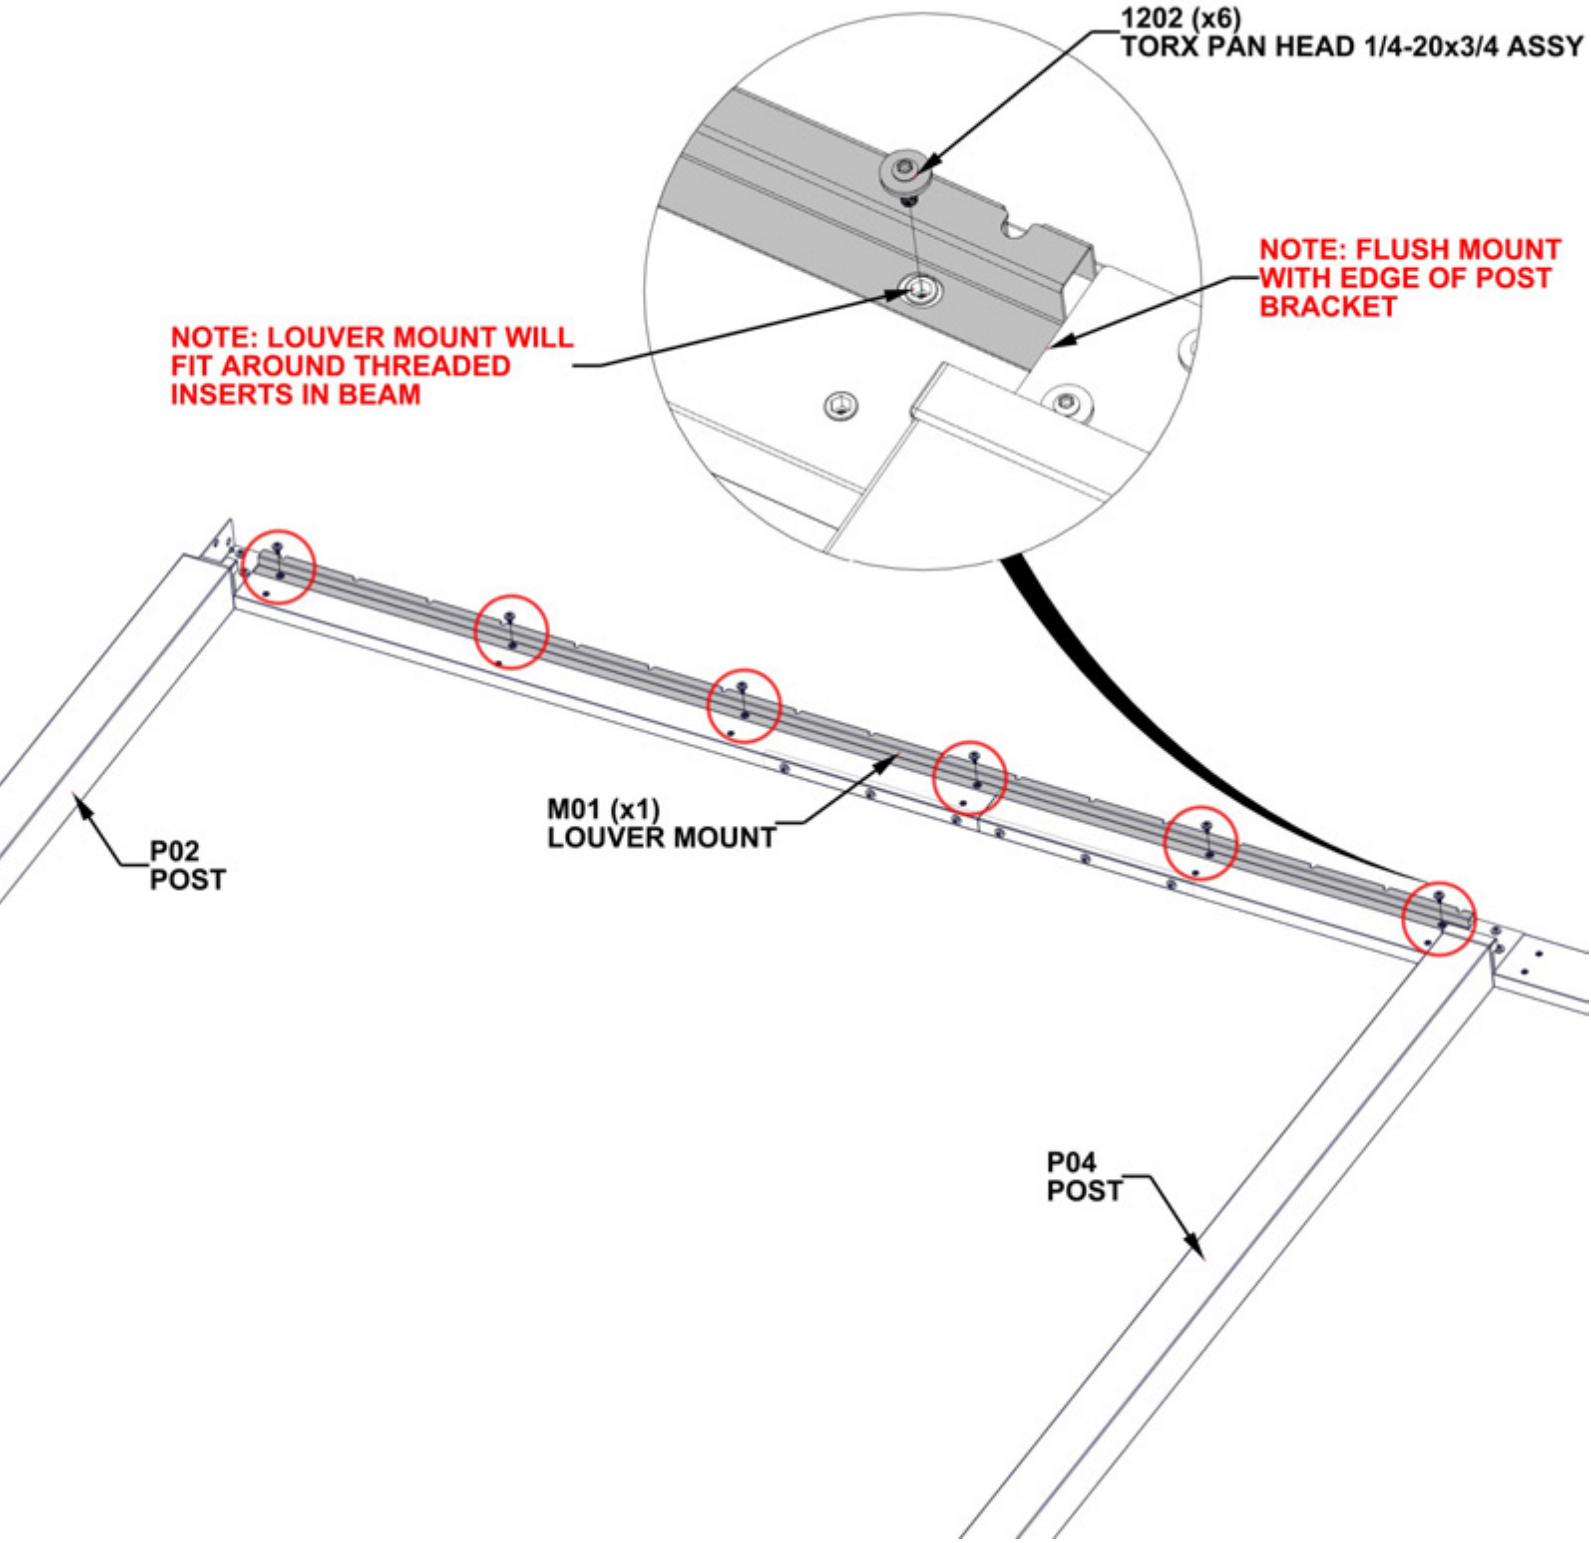 1202 (x6)
TORX PAN HEAD 1/4-20x3/4 ASSY
NOTE: FLUSH MOUNT
WITH EDGE OF POST
BRACKET
NOTE: LOUVER MOUNT WILL
FIT AROUND THREADED
INSERTS IN BEAM
M01 (x1)
LOUVER MOUNT
P02
POST
P04
POST